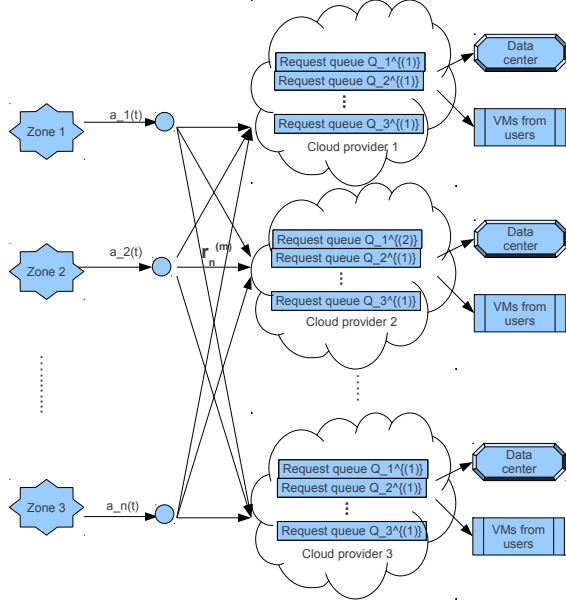 Request queue Q_1^{(1)}
Request queue Q_2^{(1)}
Request queue Q_3^{(1)}
Cloud provider 1
Data
center
VMs from
users
Zone 1
a_1(t)
Request queue Q_1^{(2)}
Request queue Q_2^{(1)}
Request queue Q_3^{(1)}
Cloud provider 2
Data
center
VMs from
users
Zone 2
a_2(t)
r_n^(m)
Request queue Q_1^{(1)}
Request queue Q_2^{(1)}
Request queue Q_3^{(1)}
Cloud provider 3
Data
center
VMs from
users
Zone 3
a_n(t)